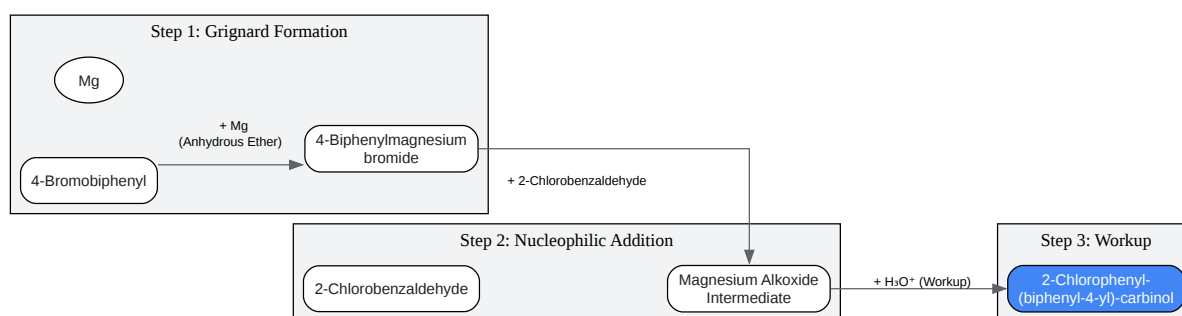 Step 1: Grignard Formation
Mg
+ Mg
(Anhydrous Ether)
4-Bromobiphenyl
4-Biphenylmagnesium
bromide
+ 2-Chlorobenzaldehyde
Step 2: Nucleophilic Addition
2-Chlorobenzaldehyde
Magnesium Alkoxide
Intermediate
+ H₃O⁺ (Workup)
Step 3: Workup
2-Chlorophenyl-
(biphenyl-4-yl)-carbinol